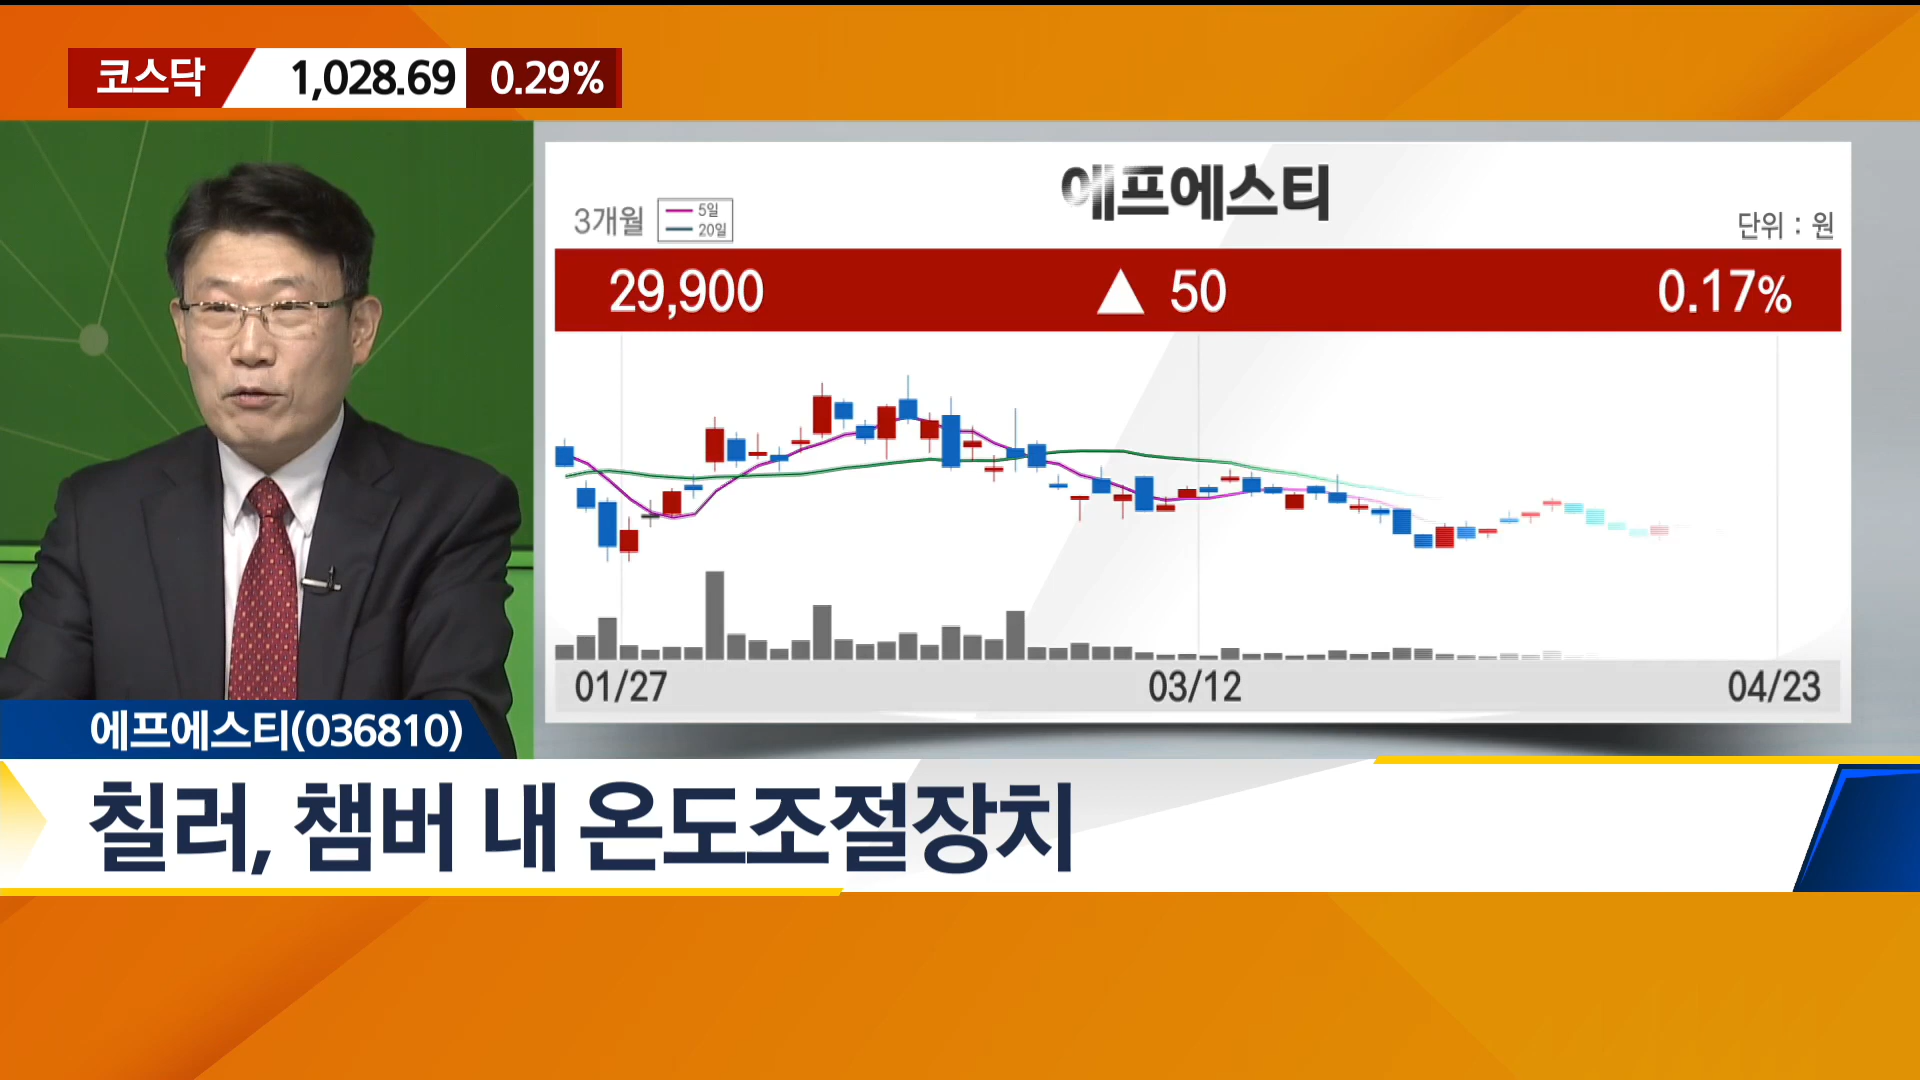 코스닥 1,028.69 0.29%
에프에스티
3개월 5일
20일
단위 : 원
29,900 ▲ 50 0.17%
01/27 03/12 04/23
에프에스티(036810)
칠러, 챔버 내 온도조절장치